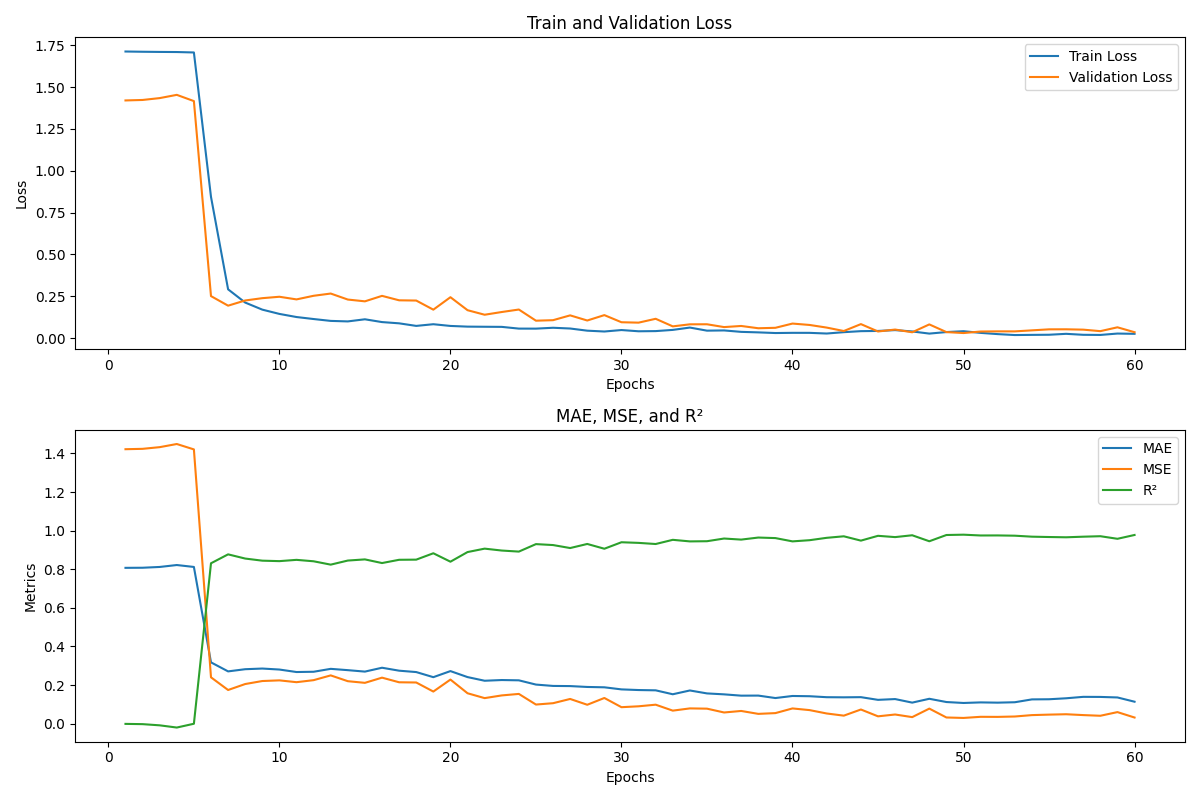 Train and Validation Loss
1.75
1.50
1.25
1.00
0.75
0.50
0.25
0.00
Loss
Train Loss
Validation Loss
0 10 20 30 40 50 60
Epochs
MAE, MSE, and R²
1.4
1.2
1.0
0.8
0.6
0.4
0.2
0.0
Metrics
MAE
MSE
R²
0 10 20 30 40 50 60
Epochs